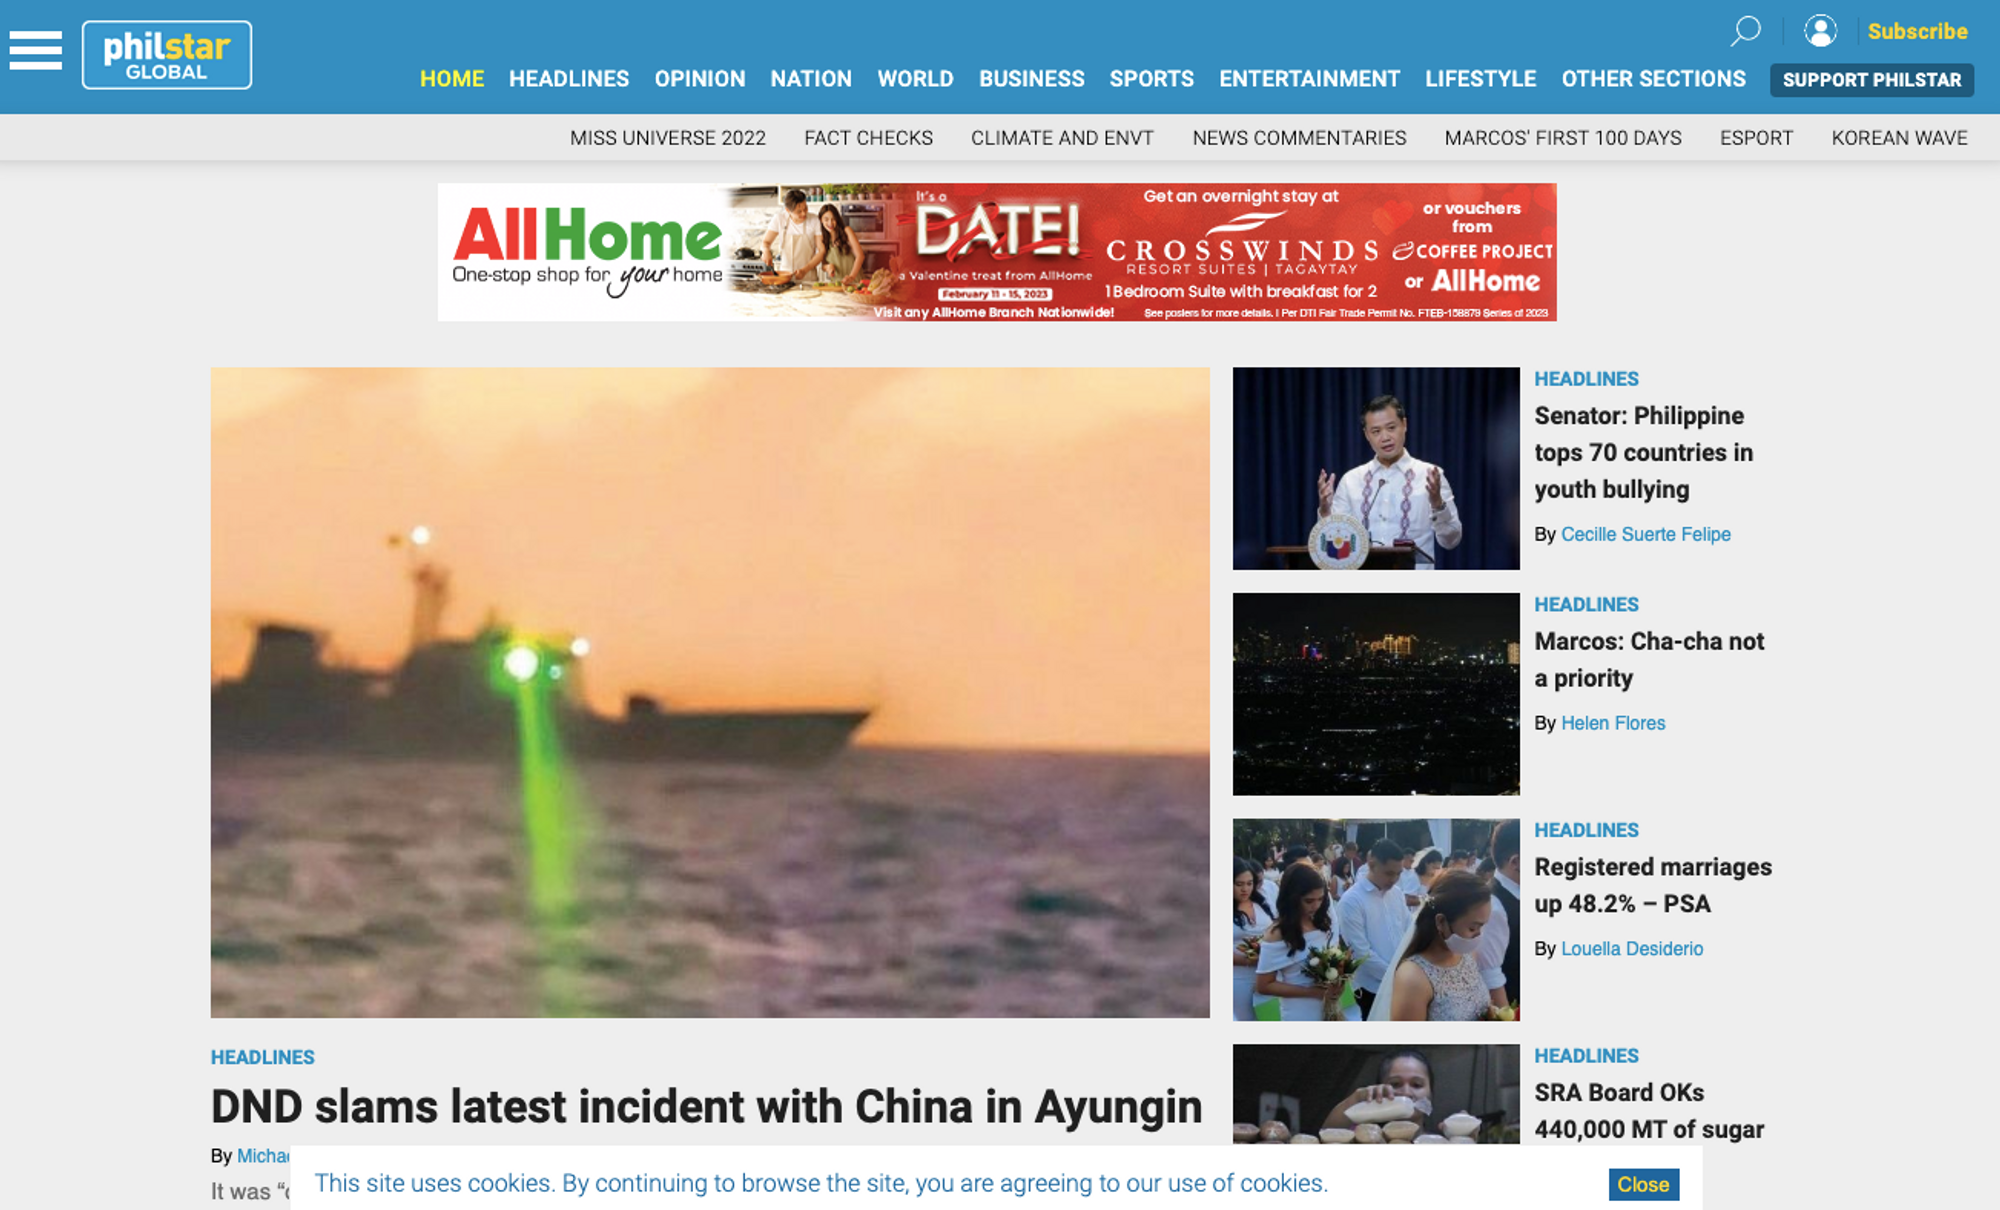 philstar
GLOBAL
Subscribe
HOME HEADLINES OPINION NATION WORLD BUSINESS SPORTS ENTERTAINMENT LIFESTYLE OTHER SECTIONS SUPPORT PHILSTAR
MISS UNIVERSE 2022 FACT CHECKS CLIMATE AND ENVT NEWS COMMENTARIES MARCOS' FIRST 100 DAYS ESPORT KOREAN WAVE
AllHome
One-stop shop for your home
It's a
DATE!
a Valentine treat from AllHome
February 11 - 15, 2023
Visit any AllHome Branch Nationwide!
Get an overnight stay at
CROSSWINDS
RESORT SUITES | TAGAYTAY
1 Bedroom Suite with breakfast for 2
or vouchers
from
COFFEE PROJECT
or AllHome
See posters for more details. I Per DTI Fair Trade Permit No. FTEB-158879 Series of 2023
HEADLINES
DND slams latest incident with China in Ayungin
By Michae
It was “
HEADLINES
Senator: Philippine
tops 70 countries in
youth bullying
By Cecille Suerte Felipe
HEADLINES
Marcos: Cha-cha not
a priority
By Helen Flores
HEADLINES
Registered marriages
up 48.2% – PSA
By Louella Desiderio
HEADLINES
SRA Board OKs
440,000 MT of sugar
This site uses cookies. By continuing to browse the site, you are agreeing to our use of cookies.
Close